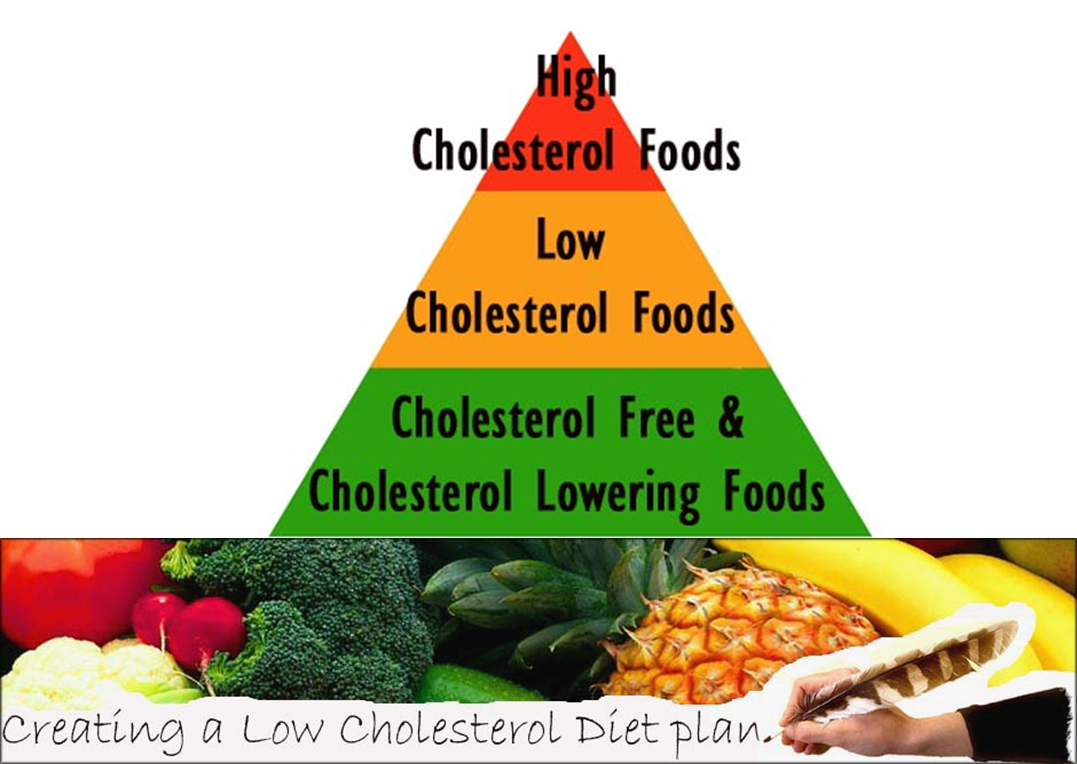 High
Cholesterol Foods
Low
Cholesterol Foods
Cholesterol Free &
Cholesterol Lowering Foods
Creating a Low Cholesterol Diet plan.